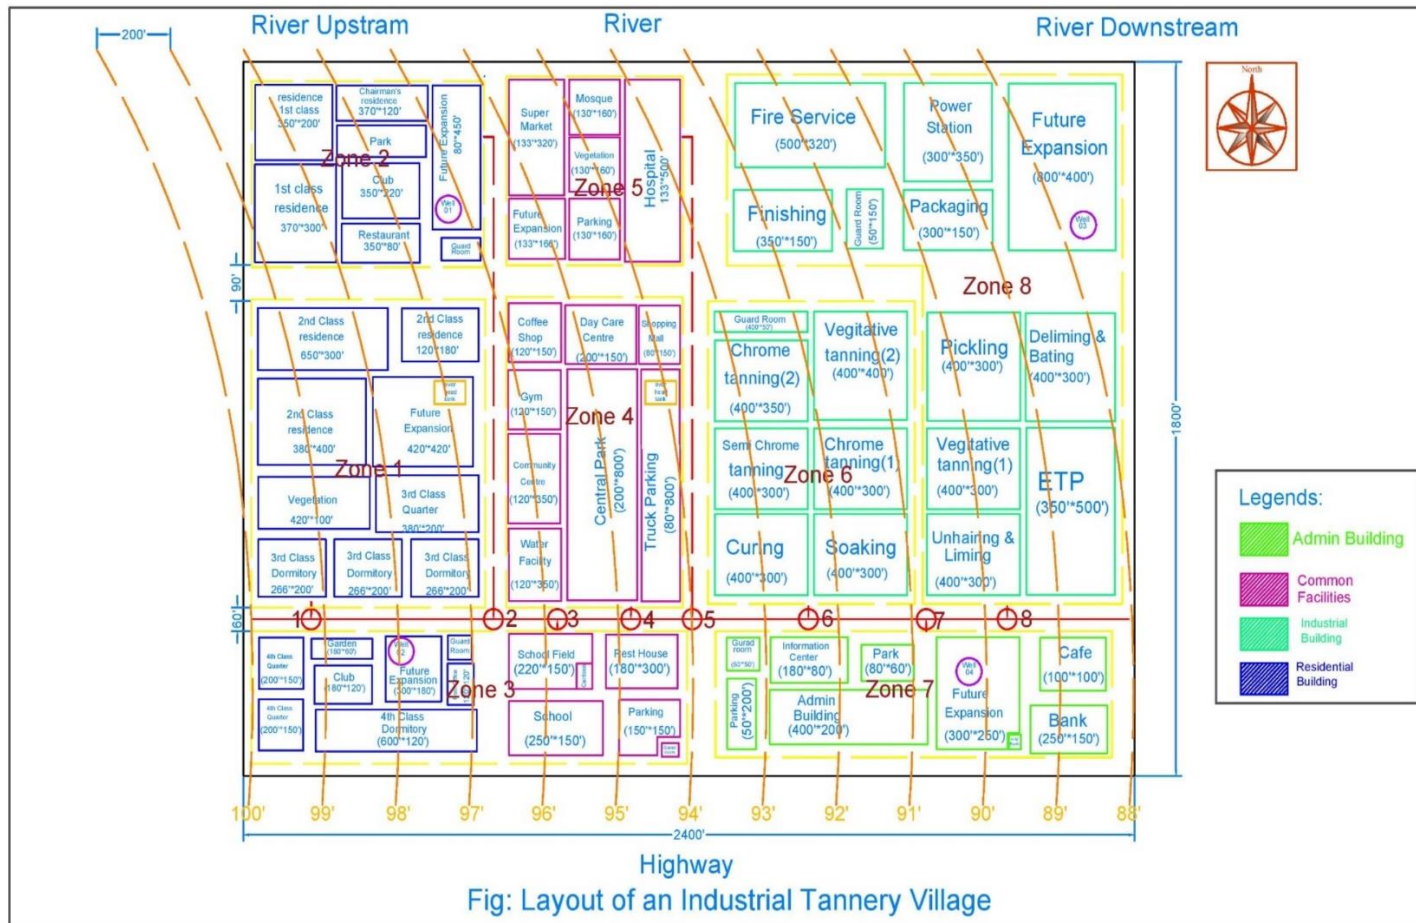 River Upstram
River
River Downstream
200'
North
residence
1st class
350'*200'
Chairman's
residence
370'*120'
Park
Future Expansion
80'*450'
Zone 2
Club
350'*220'
1st class
residence
370'*300'
Well
01
Restaurant
350'*80'
Guard
Room
Super
Market
(133'*320')
Mosque
(130'*160')
Vegetation
(130'*160')
Zone 5
Hospital
133'*500'
Future
Expansion
(133'*166')
Parking
(130'*160')
Fire Service
(500'*320')
Power
Station
(300'*350')
Future
Expansion
(800'*400')
Finishing
(350'*150')
Guard Room
(50'*150')
Packaging
(300'*150')
Well
03
90'
Zone 8
2nd Class
residence
650'*300'
2nd Class
residence
120'*180'
2nd Class
residence
380'*400'
Future
Expansion
420'*420'
Zone 1
Vegetation
420'*100'
3rd Class
Quarter
380'*200'
3rd Class
Dormitory
266'*200'
3rd Class
Dormitory
266'*200'
3rd Class
Dormitory
266'*200'
Coffee
Shop
(120'*150')
Day Care
Centre
(200'*150')
Shopping
Mall
(80'*150')
Gym
(120'*150')
Zone 4
Community
Centre
(120'*350')
Central Park
(200'*800')
Truck Parking
(80'*800')
Water
Facility
(120'*350')
Guard Room
(400'*50')
Chrome
tanning(2)
(400'*350')
Vegitative
tanning(2)
(400'*400')
Semi Chrome
tanning
(400'*300')
Chrome
tanning(1)
(400'*300')
Zone 6
Curing
(400'*300')
Soaking
(400'*300')
Pickling
(400'*300')
Deliming &
Bating
(400'*300')
Vegitative
tanning(1)
(400'*300')
ETP
(350'*500')
Unhairing &
Liming
(400'*300')
1800'
60'
1
2
3
4
5
6
7
8
4th Class
Quarter
(200'*150')
Garden
(180'*60')
Club
(180'*120')
Well
02
Future
Expansion
(300'*180')
Guard
Room
Zone 3
4th Class
Quarter
(200'*150')
4th Class
Dormitory
(600'*120')
School Field
(220'*150')
Rest House
(180'*300')
School
(250'*150')
Parking
(150'*150')
Gurad
room
(50'*50')
Information
Center
(180'*80')
Park
(80'*60')
Zone 7
Parking
(50'*200')
Admin
Building
(400'*200')
Well
04
Future
Expansion
(300'*250')
Cafe
(100'*100')
Bank
(250'*150')
100'
99'
98'
97'
96'
95'
94'
93'
92'
91'
90'
89'
88'
2400'
Highway
Fig: Layout of an Industrial Tannery Village
Legends:
Admin Building
Common
Facilities
Industrial
Building
Residential
Building